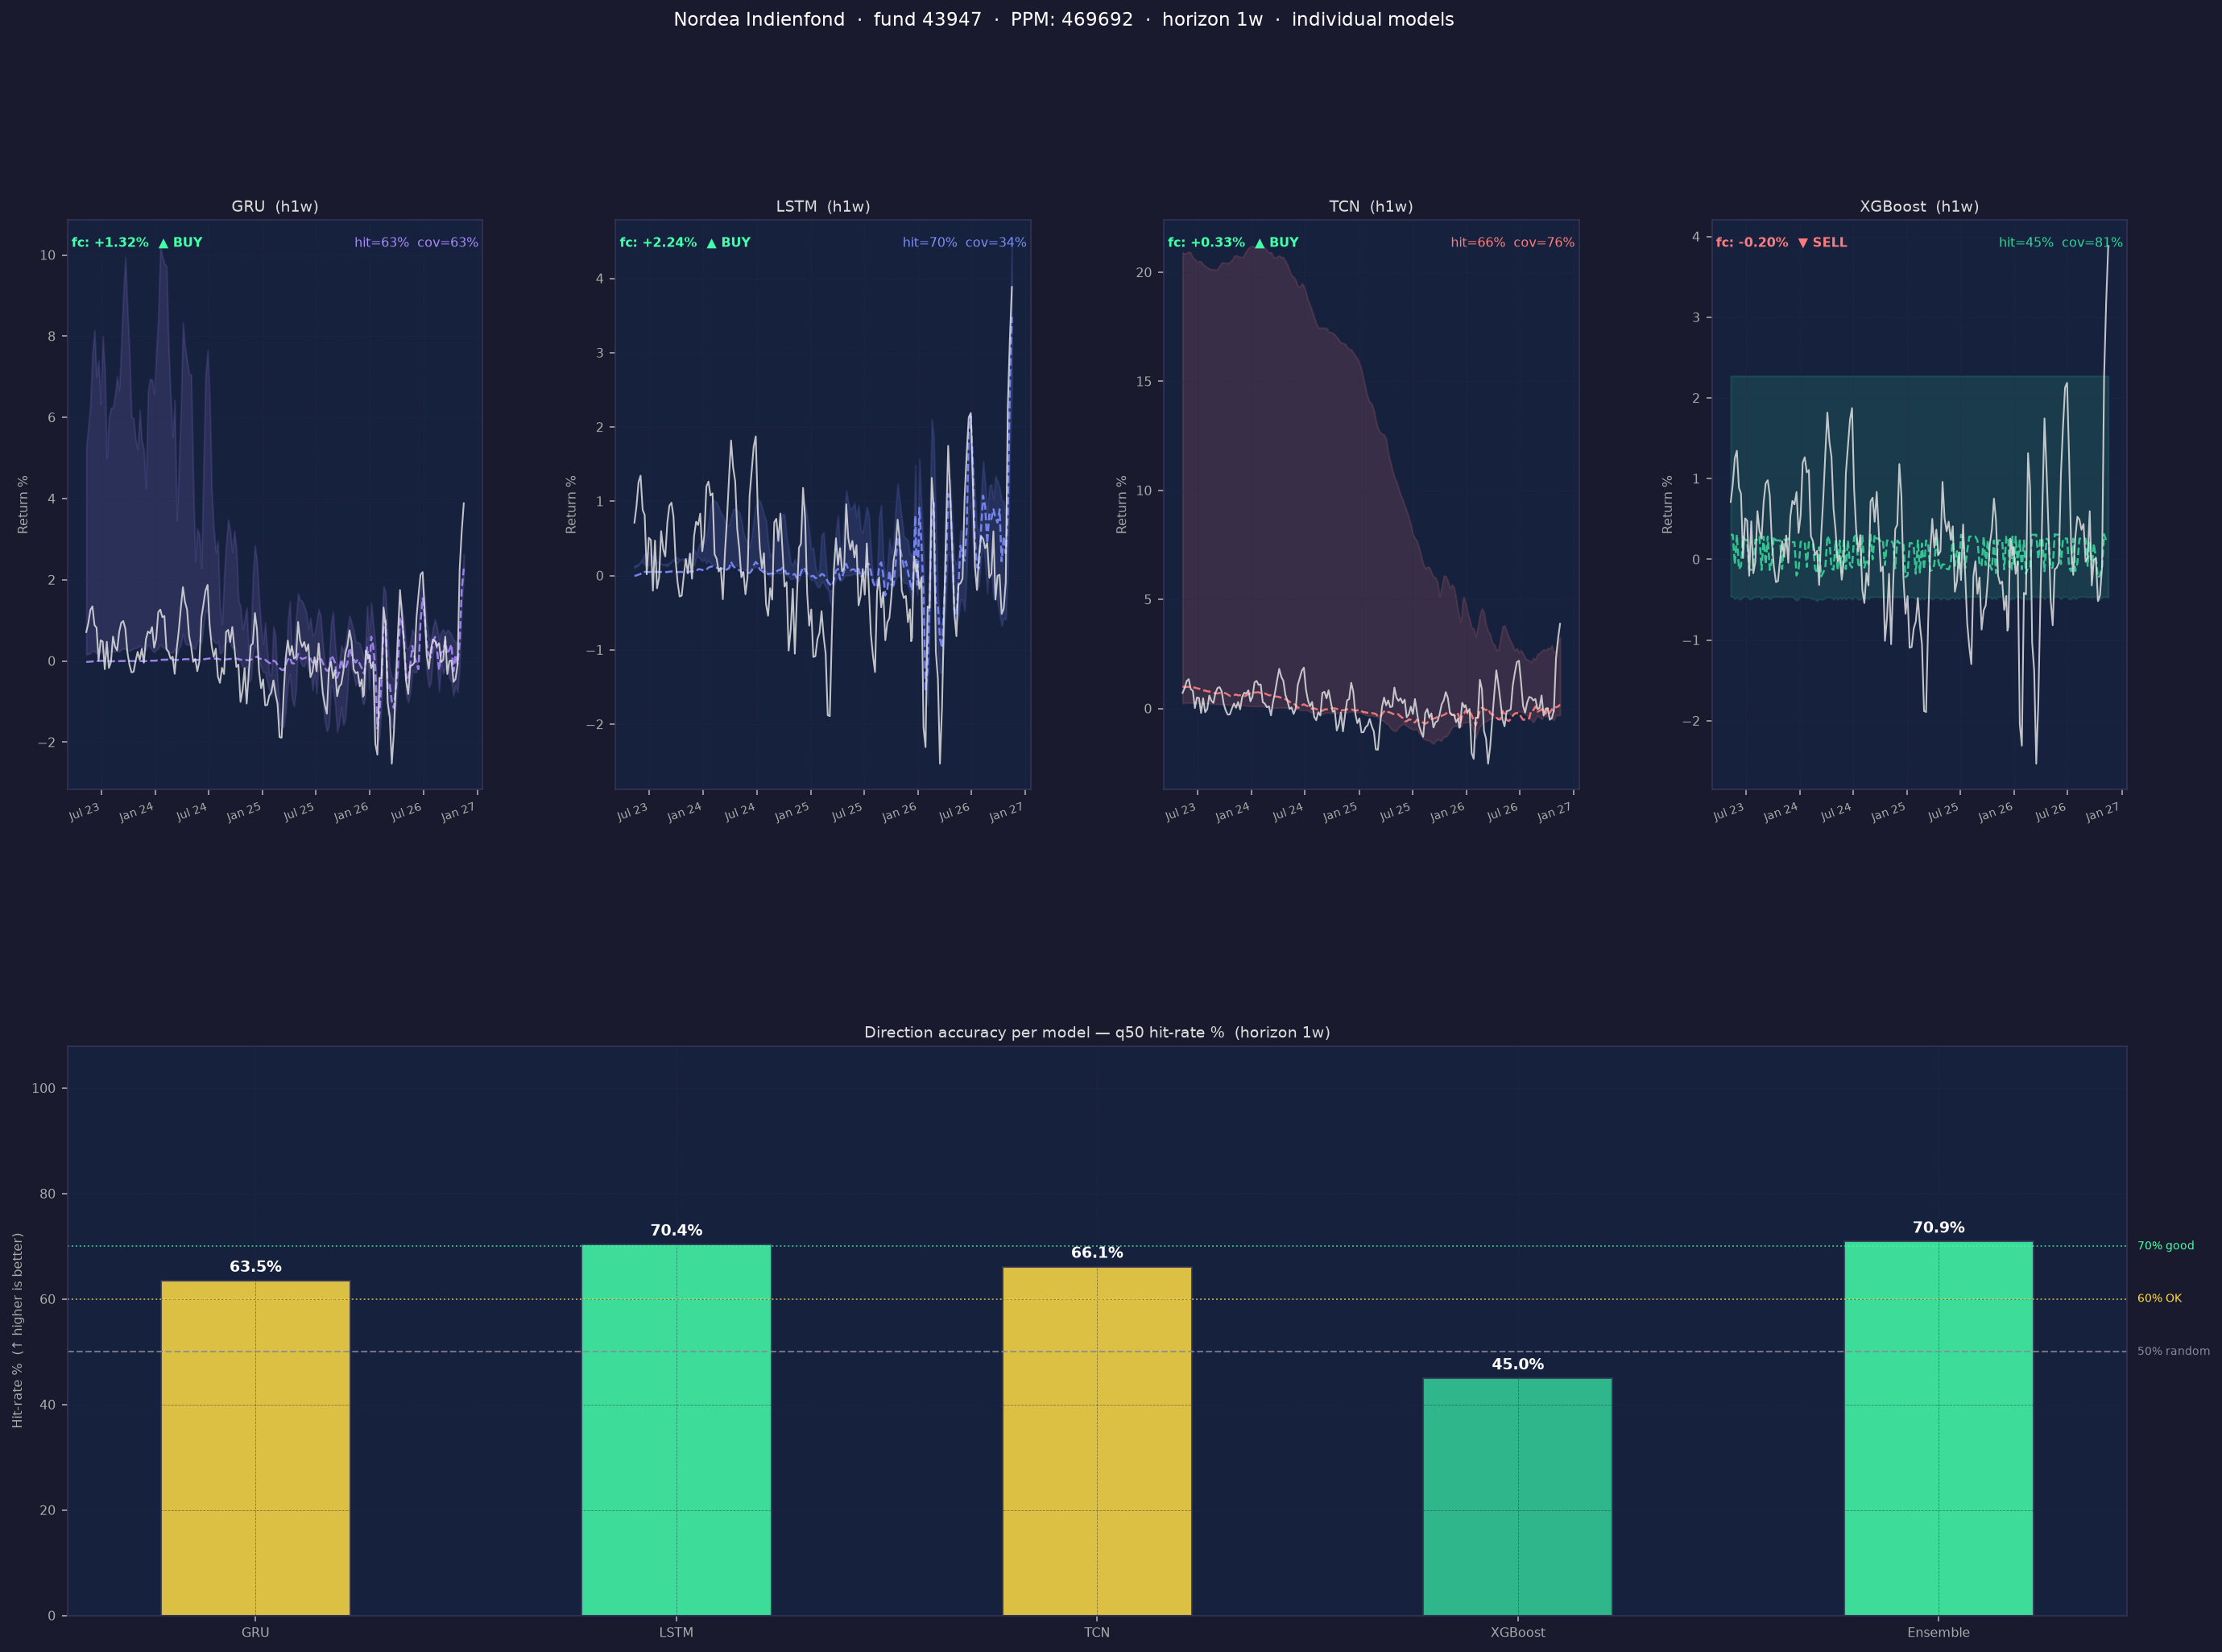 Nordea Indienfond · fund 43947 · PPM: 469692 · horizon 1w · individual models
GRU (h1w)
fc: +1.32% ▲ BUY
hit=63% cov=63%
Return %
10
8
6
4
2
0
−2
Jul 23
Jan 24
Jul 24
Jan 25
Jul 25
Jan 26
Jul 26
Jan 27
LSTM (h1w)
fc: +2.24% ▲ BUY
hit=70% cov=34%
Return %
4
3
2
1
0
−1
−2
Jul 23
Jan 24
Jul 24
Jan 25
Jul 25
Jan 26
Jul 26
Jan 27
TCN (h1w)
fc: +0.33% ▲ BUY
hit=66% cov=76%
Return %
20
15
10
5
0
Jul 23
Jan 24
Jul 24
Jan 25
Jul 25
Jan 26
Jul 26
Jan 27
XGBoost (h1w)
fc: -0.20% ▼ SELL
hit=45% cov=81%
Return %
4
3
2
1
0
−1
−2
Jul 23
Jan 24
Jul 24
Jan 25
Jul 25
Jan 26
Jul 26
Jan 27
Direction accuracy per model — q50 hit-rate % (horizon 1w)
Hit-rate % (↑ higher is better)
100
80
60
40
20
0
63.5%
70.4%
66.1%
45.0%
70.9%
70% good
60% OK
50% random
GRU
LSTM
TCN
XGBoost
Ensemble